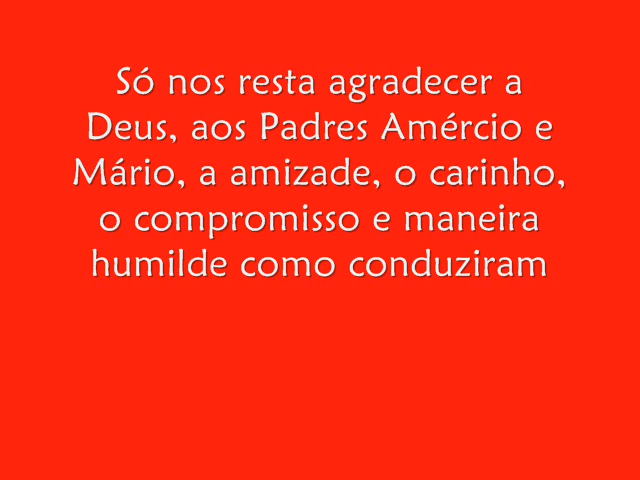 Só nos resta agradecer a
Deus, aos Padres Amércio e
Mário, a amizade, o carinho,
o compromisso e maneira
humilde como conduziram